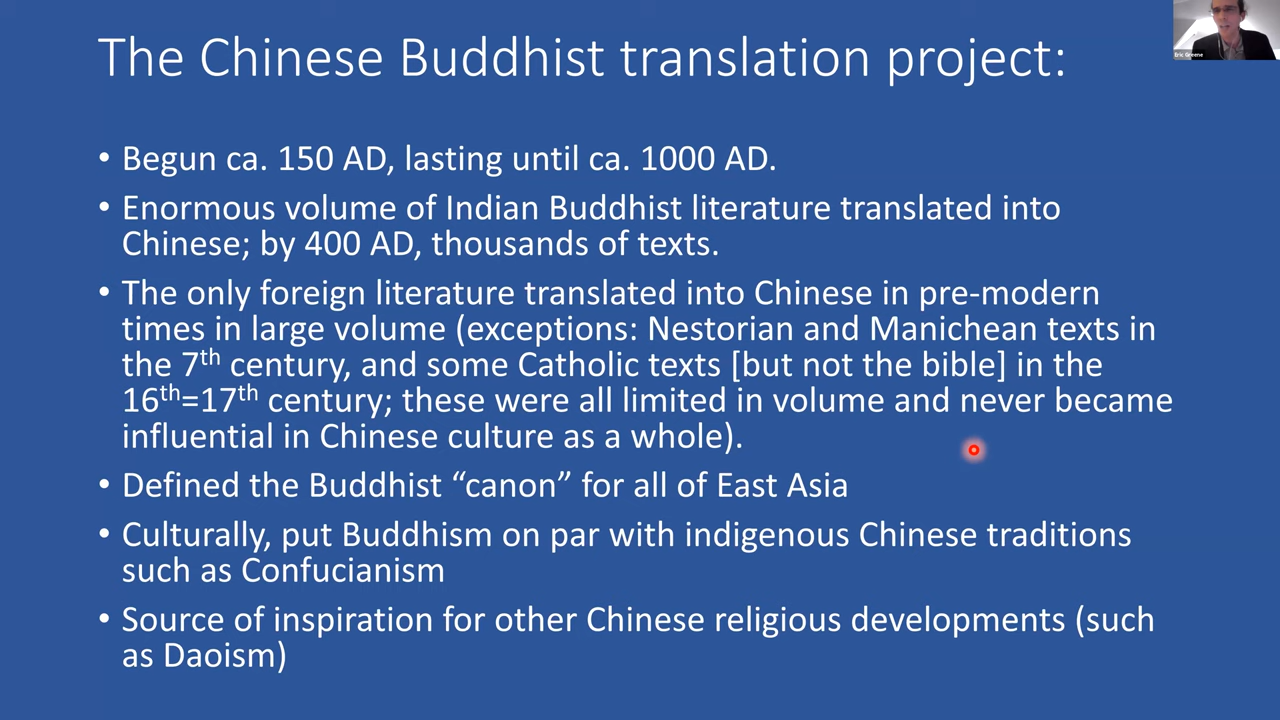 The Chinese Buddhist translation project:
• Begun ca. 150 AD, lasting until ca. 1000 AD.
• Enormous volume of Indian Buddhist literature translated into
Chinese; by 400 AD, thousands of texts.
• The only foreign literature translated into Chinese in pre-modern
times in large volume (exceptions: Nestorian and Manichean texts in
the 7th century, and some Catholic texts [but not the bible] in the
16th=17th century; these were all limited in volume and never became
influential in Chinese culture as a whole).
• Defined the Buddhist “canon” for all of East Asia
• Culturally, put Buddhism on par with indigenous Chinese traditions
such as Confucianism
• Source of inspiration for other Chinese religious developments (such
as Daoism)
Eric Greene